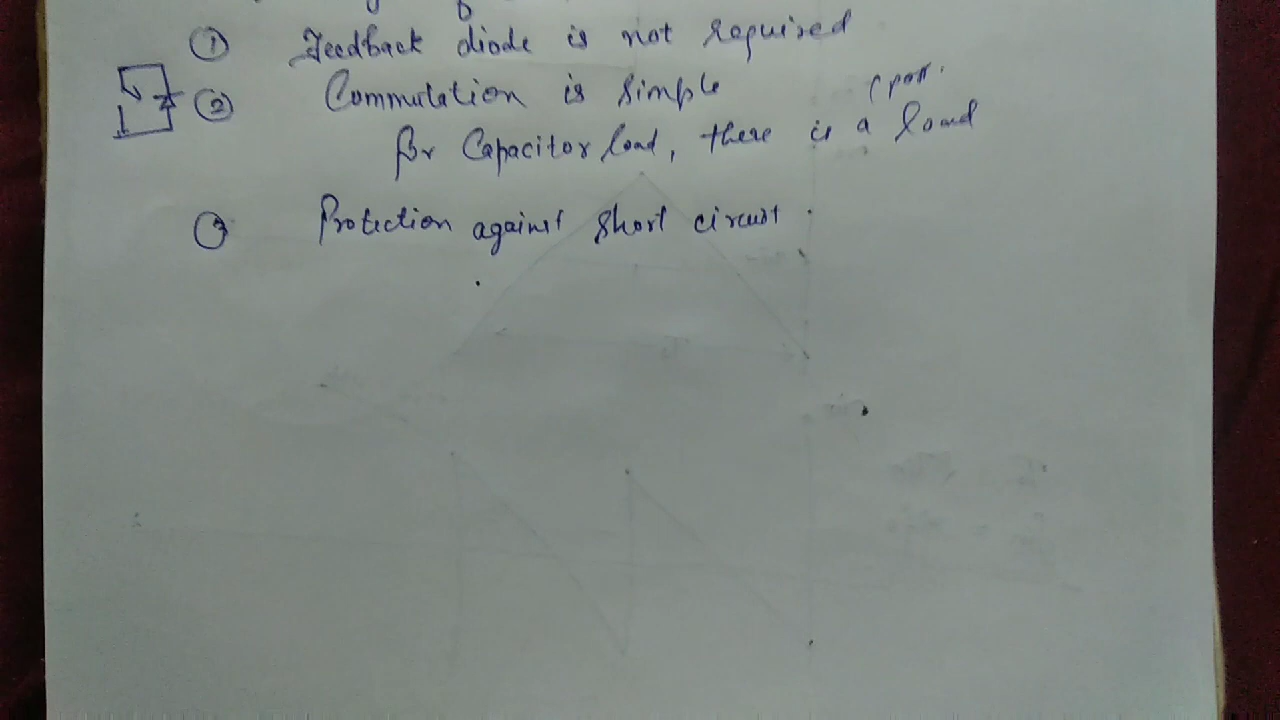 ① Feedback diode is not required
② Commutation is simple
for Capacitor load, there is a load
③ Protection against short circuit.